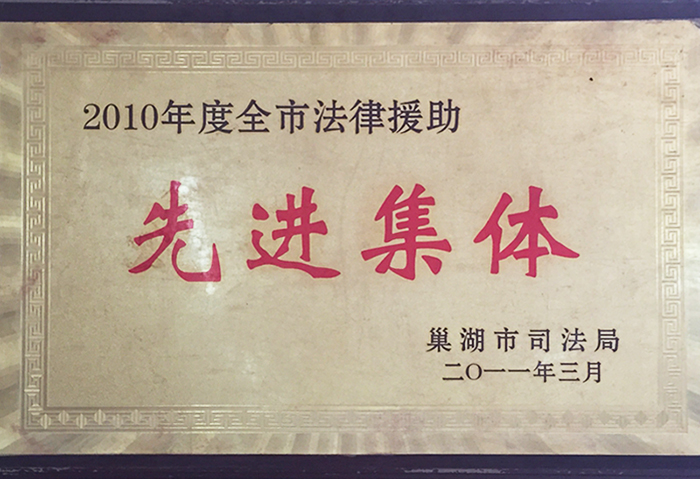 2010年度全市法律援助
先进集体
巢湖市司法局
二〇一一年三月